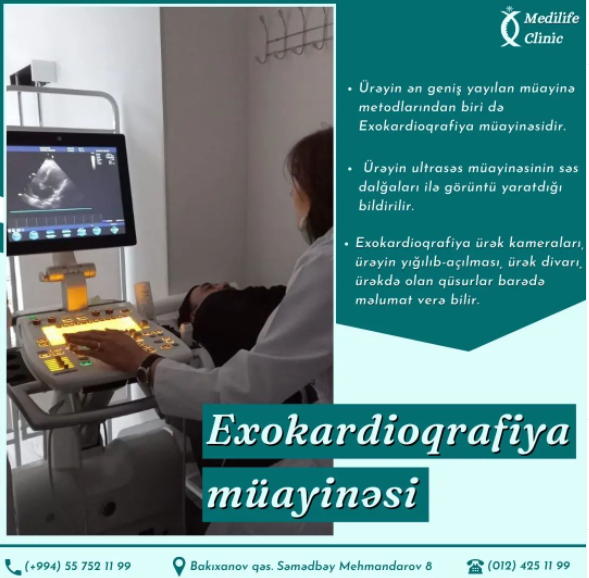 Medilife
Clinic
• Ürəyin ən geniş yayılan müayinə
metodlarından biri də
Exokardioqrafiya müayinəsidir.
• Ürəyin ultrasəs müayinəsinin səs
dalğaları ilə görüntü yaratdığı
bildirilir.
• Exokardioqrafiya ürək kameraları,
ürəyin yığılıb-açılması, ürək divarı,
ürəkdə olan qüsurlar barədə
məlumat verə bilir.
Exokardioqrafiya
müayinəsi
(+994) 55 752 11 99
Bakıxanov qəs. Səmədbəy Mehmandarov 8
(012) 425 11 99